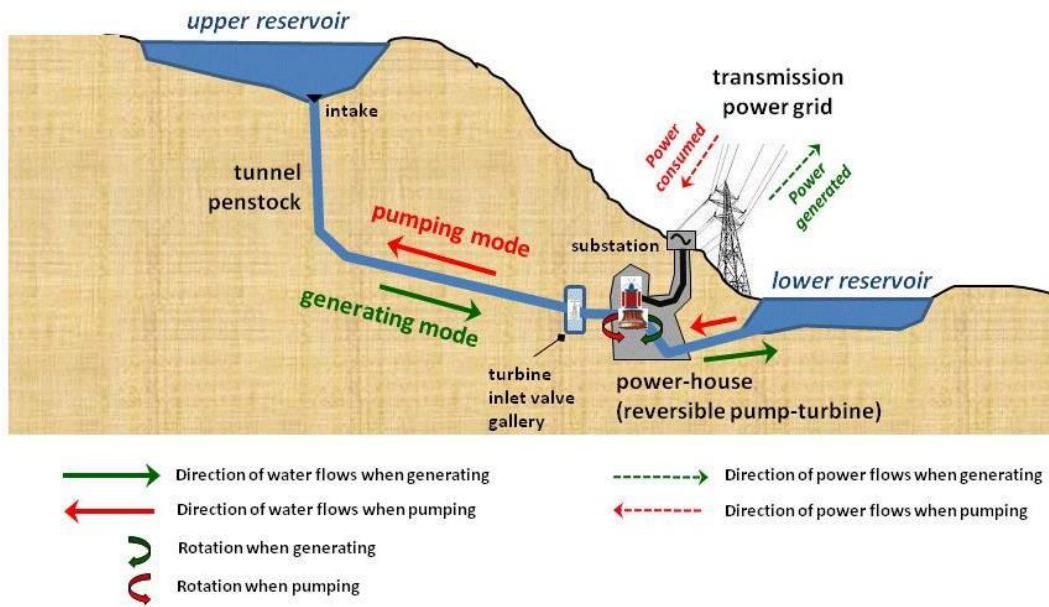 upper reservoir
intake
transmission
power grid
Power
consumed
Power
generated
tunnel
penstock
pumping mode
generating mode
substation
lower reservoir
turbine
inlet valve
gallery
power-house
(reversible pump-turbine)
Direction of water flows when generating
Direction of power flows when generating
Direction of water flows when pumping
Direction of power flows when pumping
Rotation when generating
Rotation when pumping